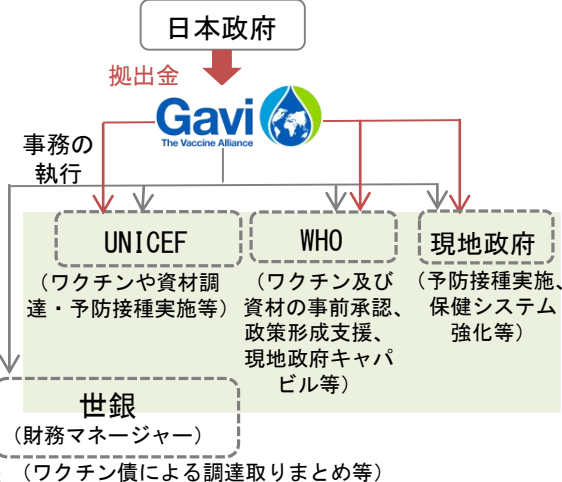 日本政府
拠出金
Gavi
The Vaccine Alliance
事務の
執行
UNICEF
（ワクチンや資材調
達・予防接種実施等）
WHO
（ワクチン及び
資材の事前承認、
政策形成支援、
現地政府キャパ
ビル等）
現地政府
（予防接種実施、
保健システム
強化等）
世銀
（財務マネージャー）
（ワクチン債による調達取りまとめ等）